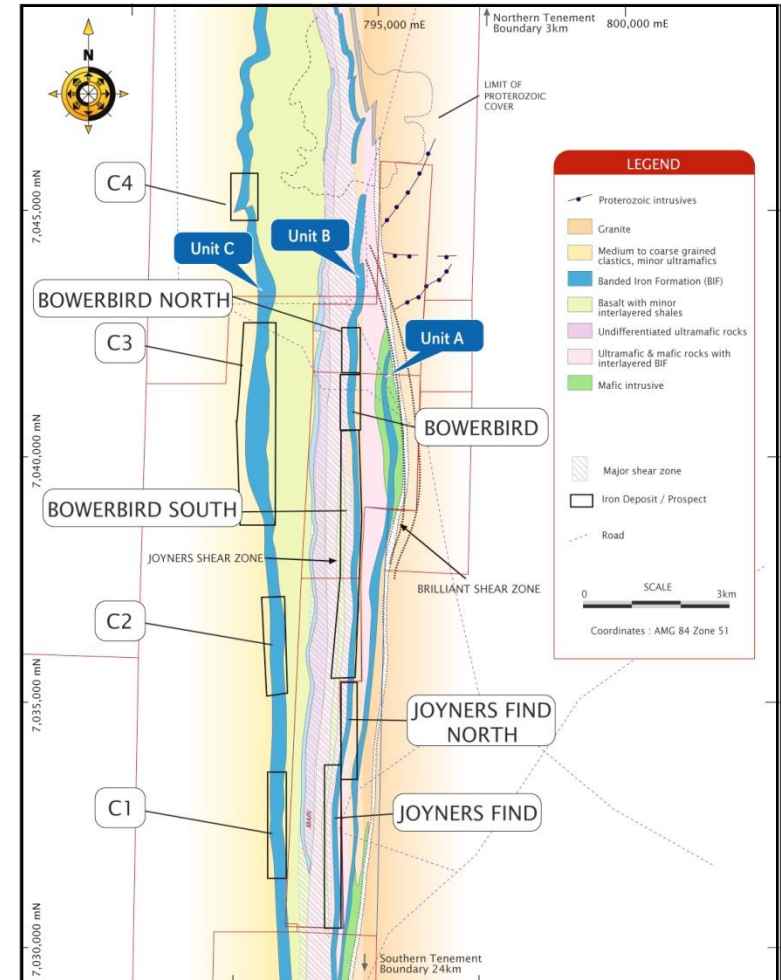 795,000 mE
Northern Tenement
Boundary 3km
800,000 mE
N
LIMIT OF
PROTEROZOIC
COVER
7,045,000 mN
C4
Unit C
Unit B
BOWERBIRD NORTH
C3
Unit A
BOWERBIRD
7,040,000 mN
BOWERBIRD SOUTH
JOYNERS SHEAR ZONE
BRILLIANT SHEAR ZONE
C2
7,035,000 mN
JOYNERS FIND
NORTH
C1
MAIN
JOYNERS FIND
7,030,000 mN
Southern Tenement
Boundary 24km
LEGEND
Proterozoic intrusives
Granite
Medium to coarse grained
clastics, minor ultramafics
Banded Iron Formation (BIF)
Basalt with minor
interlayered shales
Undifferentiated ultramafic rocks
Ultramafic & mafic rocks with
interlayered BIF
Mafic intrusive
Major shear zone
Iron Deposit / Prospect
Road
SCALE
0 3km
Coordinates : AMG 84 Zone 51